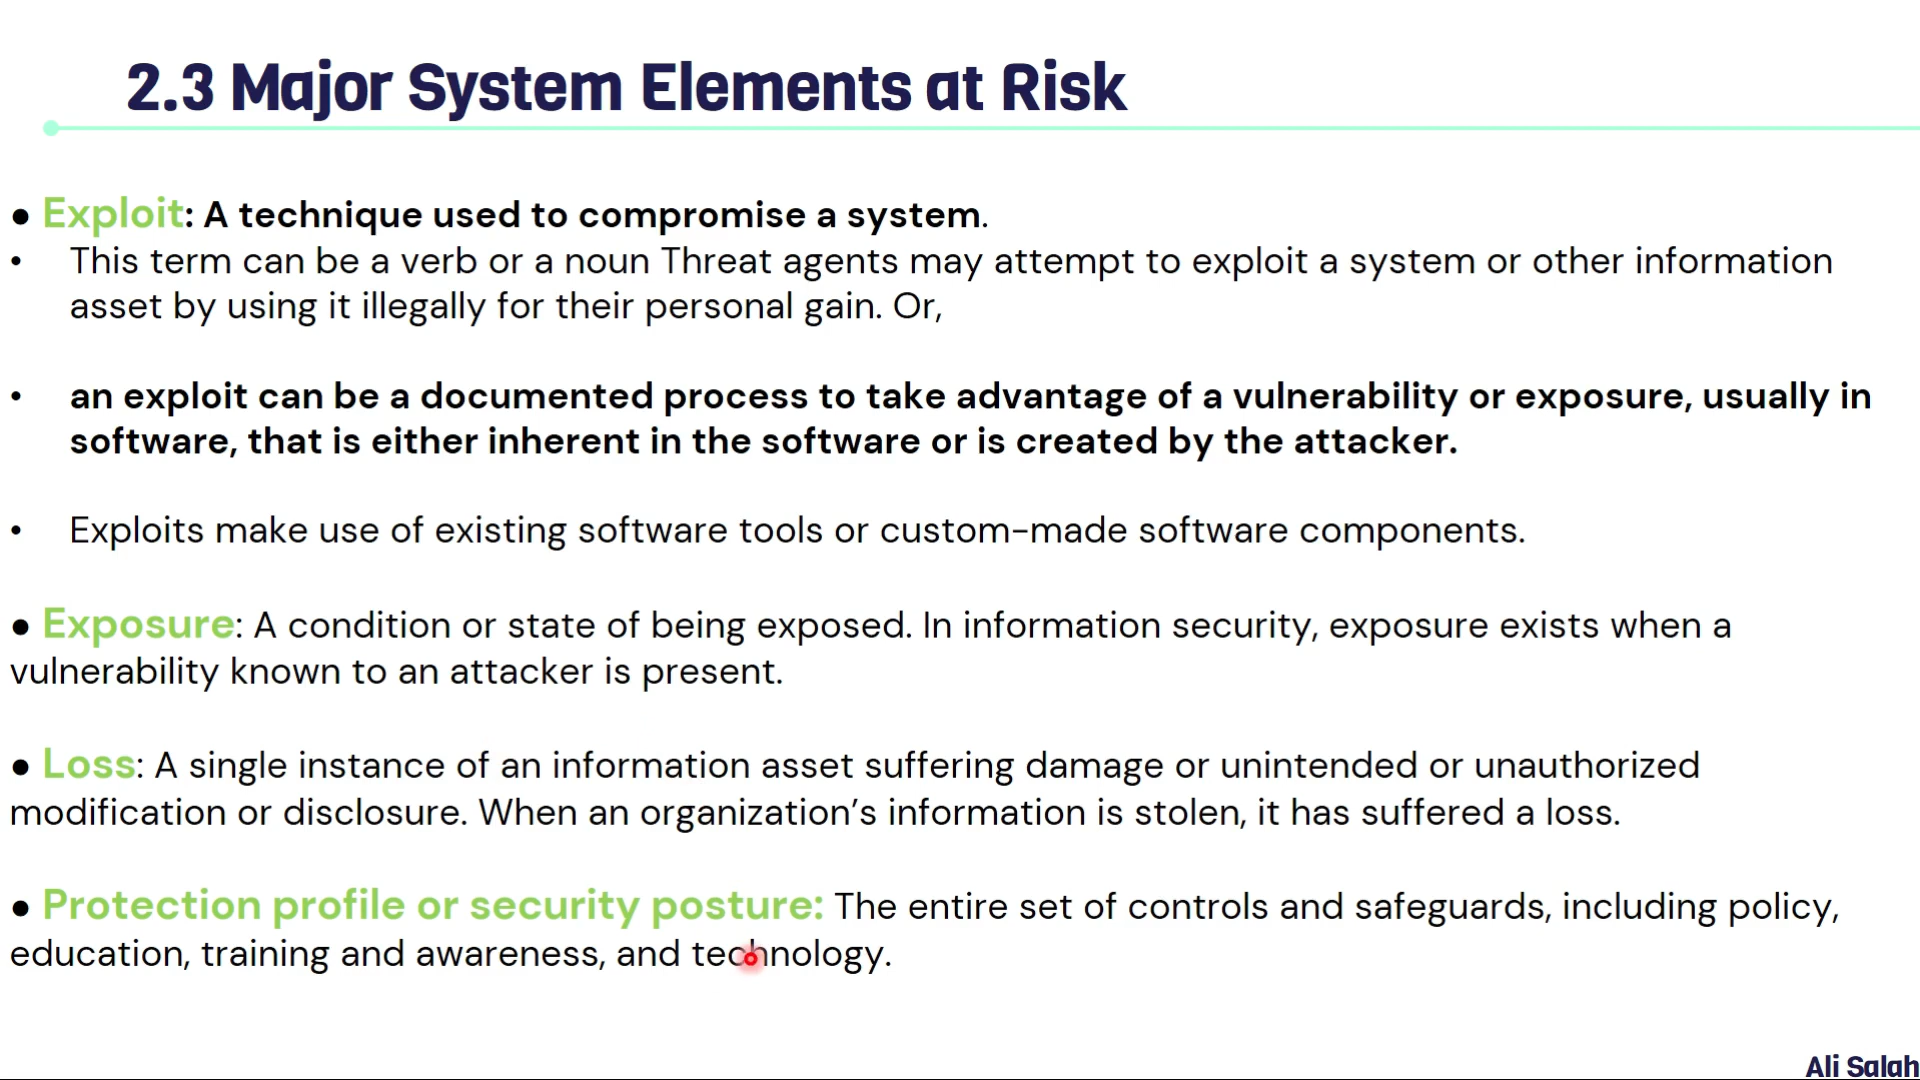 2.3 Major System Elements at Risk
● Exploit: A technique used to compromise a system.
• This term can be a verb or a noun Threat agents may attempt to exploit a system or other information
asset by using it illegally for their personal gain. Or,
• an exploit can be a documented process to take advantage of a vulnerability or exposure, usually in
software, that is either inherent in the software or is created by the attacker.
• Exploits make use of existing software tools or custom-made software components.
● Exposure: A condition or state of being exposed. In information security, exposure exists when a
vulnerability known to an attacker is present.
● Loss: A single instance of an information asset suffering damage or unintended or unauthorized
modification or disclosure. When an organization’s information is stolen, it has suffered a loss.
● Protection profile or security posture: The entire set of controls and safeguards, including policy,
education, training and awareness, and technology.
Ali Salah